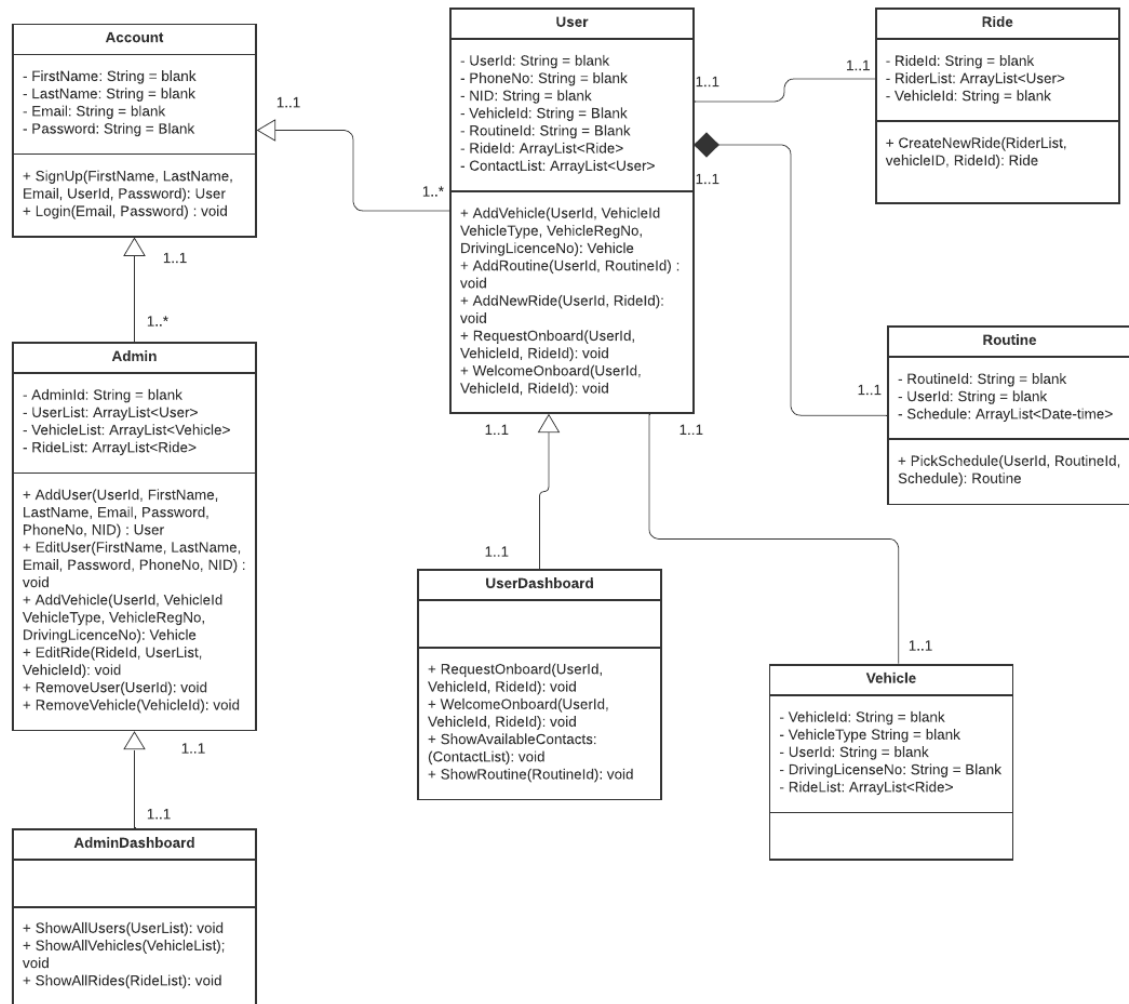 Account
- FirstName: String = blank
- LastName: String = blank
- Email: String = blank
- Password: String = Blank
+ SignUp(FirstName, LastName,
Email, UserId, Password): User
+ Login(Email, Password) : void
1..1
1..*
User
- UserId: String = blank
- PhoneNo: String = blank
- NID: String = blank
- VehicleId: String = Blank
- RoutineId: String = Blank
- RideId: ArrayList<Ride>
- ContactList: ArrayList<User>
+ AddVehicle(UserId, VehicleId
VehicleType, VehicleRegNo,
DrivingLicenceNo): Vehicle
+ AddRoutine(UserId, RoutineId) :
void
+ AddNewRide(UserId, RideId):
void
+ RequestOnboard(UserId,
VehicleId, RideId): void
+ WelcomeOnboard(UserId,
VehicleId, RideId): void
1..1
1..1
Ride
- RideId: String = blank
- RiderList: ArrayList<User>
- VehicleId: String = blank
+ CreateNewRide(RiderList,
vehicleID, RideId): Ride
1..1
1..1
Routine
- RoutineId: String = blank
- UserId: String = blank
- Schedule: ArrayList<Date-time>
+ PickSchedule(UserId, RoutineId,
Schedule): Routine
1..1
1..*
Admin
- AdminId: String = blank
- UserList: ArrayList<User>
- VehicleList: ArrayList<Vehicle>
- RideList: ArrayList<Ride>
+ AddUser(UserId, FirstName,
LastName, Email, Password,
PhoneNo, NID) : User
+ EditUser(FirstName, LastName,
Email, Password, PhoneNo, NID) :
void
+ AddVehicle(UserId, VehicleId
VehicleType, VehicleRegNo,
DrivingLicenceNo): Vehicle
+ EditRide(RideId, UserList,
VehicleId): void
+ RemoveUser(UserId): void
+ RemoveVehicle(VehicleId): void
1..1
1..1
UserDashboard
+ RequestOnboard(UserId,
VehicleId, RideId): void
+ WelcomeOnboard(UserId,
VehicleId, RideId): void
+ ShowAvailableContacts:
(ContactList): void
+ ShowRoutine(RoutineId): void
1..1
1..1
Vehicle
- VehicleId: String = blank
- VehicleType String = blank
- UserId: String = blank
- DrivingLicenseNo: String = Blank
- RideList: ArrayList<Ride>
1..1
1..1
AdminDashboard
+ ShowAllUsers(UserList): void
+ ShowAllVehicles(VehicleList);
void
+ ShowAllRides(RideList): void